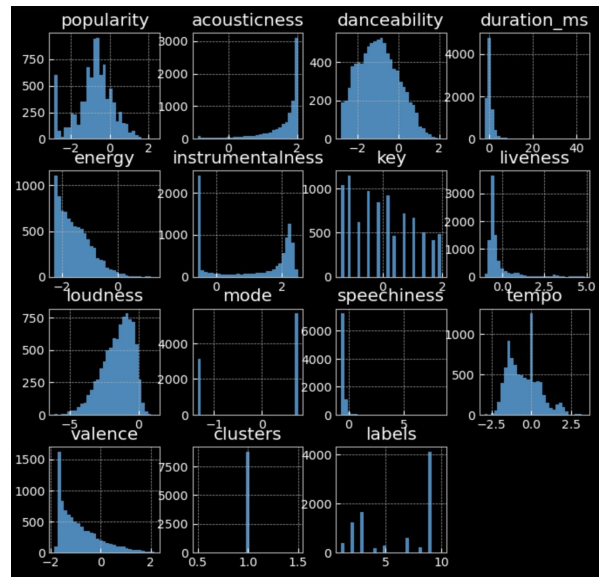 popularity acousticness danceability duration_ms
750 500 250 0 3000 2000 1000 0 400 200 0 4000 2000 0
−2 0 2 0 2 −2 0 2 0 20 40
energy instrumentalness key liveness
1000 500 0 2000 1000 0 1000 500 0 3000 2000 1000 0
−2 0 0 2 0 2 0.0 2.5 5.0
loudness mode speechiness tempo
750 500 250 0 4000 2000 0 6000 4000 2000 0 1000 500 0
−5 0 −1 0 0 5 −2.5 0.0 2.5
valence clusters labels
1500 1000 500 0 7500 5000 2500 0 4000 2000 0
−2 0 2 0.5 1.0 1.5 5 10